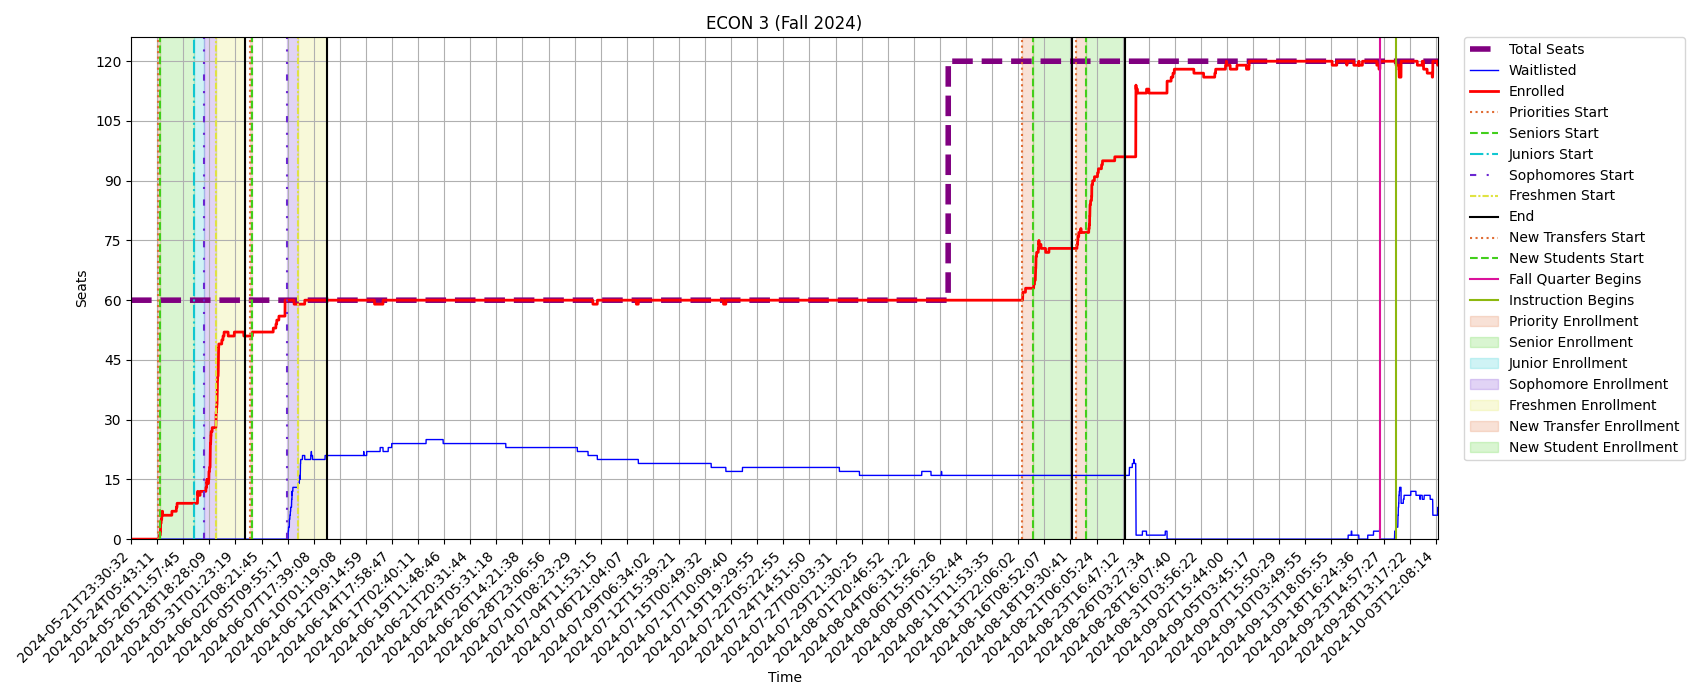 ECON 3 (Fall 2024)
Seats
120
105
90
75
60
45
30
15
0
2024-05-21T23:30:32
2024-05-24T05:43:11
2024-05-26T11:57:45
2024-05-28T18:28:09
2024-05-31T01:23:19
2024-06-02T08:21:45
2024-06-05T09:55:17
2024-06-07T17:39:08
2024-06-10T01:19:08
2024-06-12T09:14:59
2024-06-14T17:58:47
2024-06-17T02:40:11
2024-06-19T11:48:46
2024-06-21T20:31:44
2024-06-24T05:31:18
2024-06-26T14:21:38
2024-06-28T23:06:56
2024-07-01T08:23:29
2024-07-04T11:53:15
2024-07-06T21:04:07
2024-07-09T06:34:02
2024-07-12T15:39:21
2024-07-15T00:49:32
2024-07-17T10:09:40
2024-07-19T19:29:55
2024-07-22T05:22:55
2024-07-24T14:51:50
2024-07-27T00:03:31
2024-07-29T21:30:25
2024-08-01T20:46:52
2024-08-04T06:31:22
2024-08-06T15:56:26
2024-08-09T01:52:44
2024-08-11T11:53:35
2024-08-13T22:06:02
2024-08-16T08:52:07
2024-08-18T19:30:41
2024-08-21T06:05:24
2024-08-23T16:47:12
2024-08-26T03:27:34
2024-08-28T16:07:40
2024-08-31T03:56:22
2024-09-02T15:44:00
2024-09-05T03:45:17
2024-09-07T15:50:29
2024-09-10T03:49:55
2024-09-13T18:05:55
2024-09-18T16:24:36
2024-09-23T14:57:27
2024-09-28T13:17:22
2024-10-03T12:08:14
Time
Total Seats
Waitlisted
Enrolled
Priorities Start
Seniors Start
Juniors Start
Sophomores Start
Freshmen Start
End
New Transfers Start
New Students Start
Fall Quarter Begins
Instruction Begins
Priority Enrollment
Senior Enrollment
Junior Enrollment
Sophomore Enrollment
Freshmen Enrollment
New Transfer Enrollment
New Student Enrollment